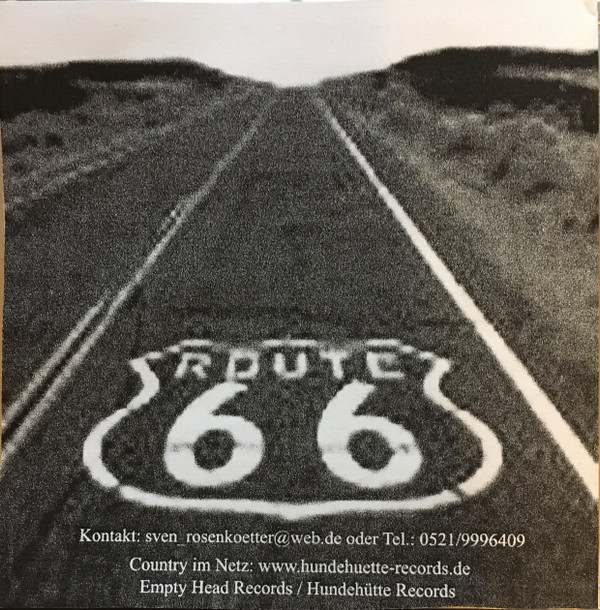 ROUTE
66
Kontakt: sven_rosenkoetter@web.de oder Tel.: 0521/9996409
Country im Netz: www.hundehuette-records.de
Empty Head Records / Hundehütte Records